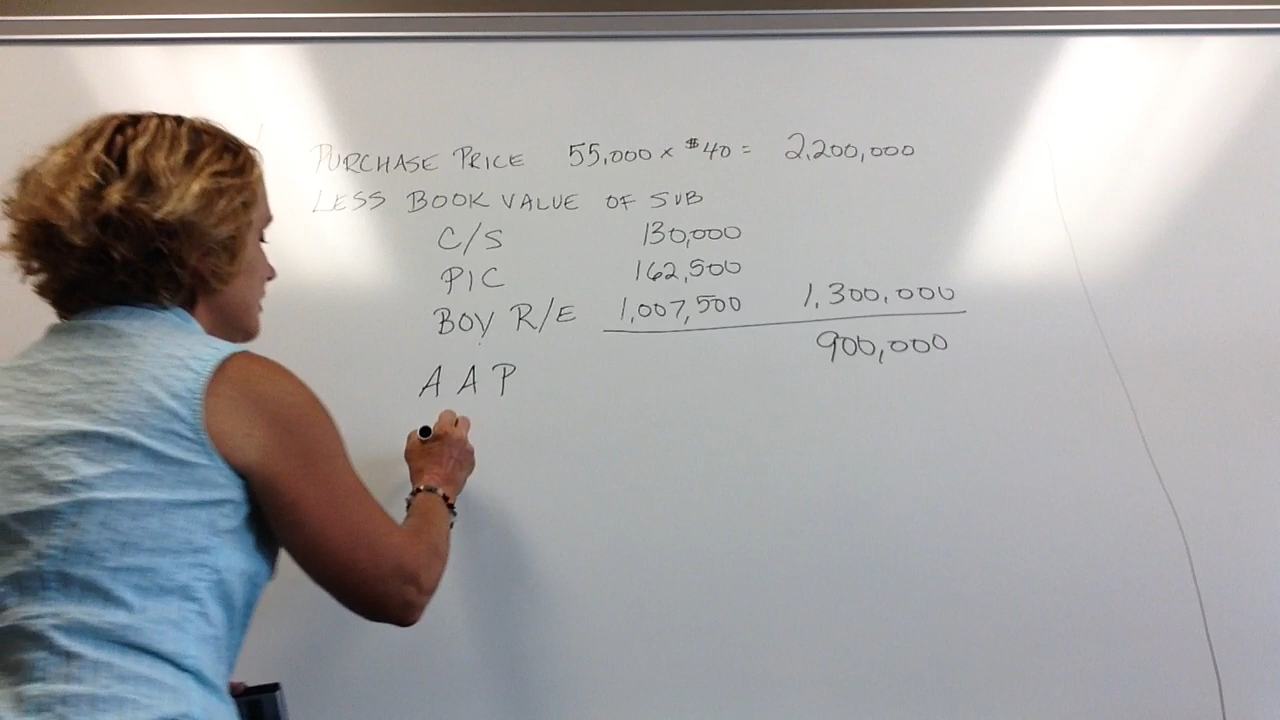 PURCHASE PRICE 55,000 x $40 = 2,200,000
LESS BOOK VALUE OF SUB
C/S 130,000
PIC 162,500
BOY R/E 1,007,500 1,300,000
900,000
AAP